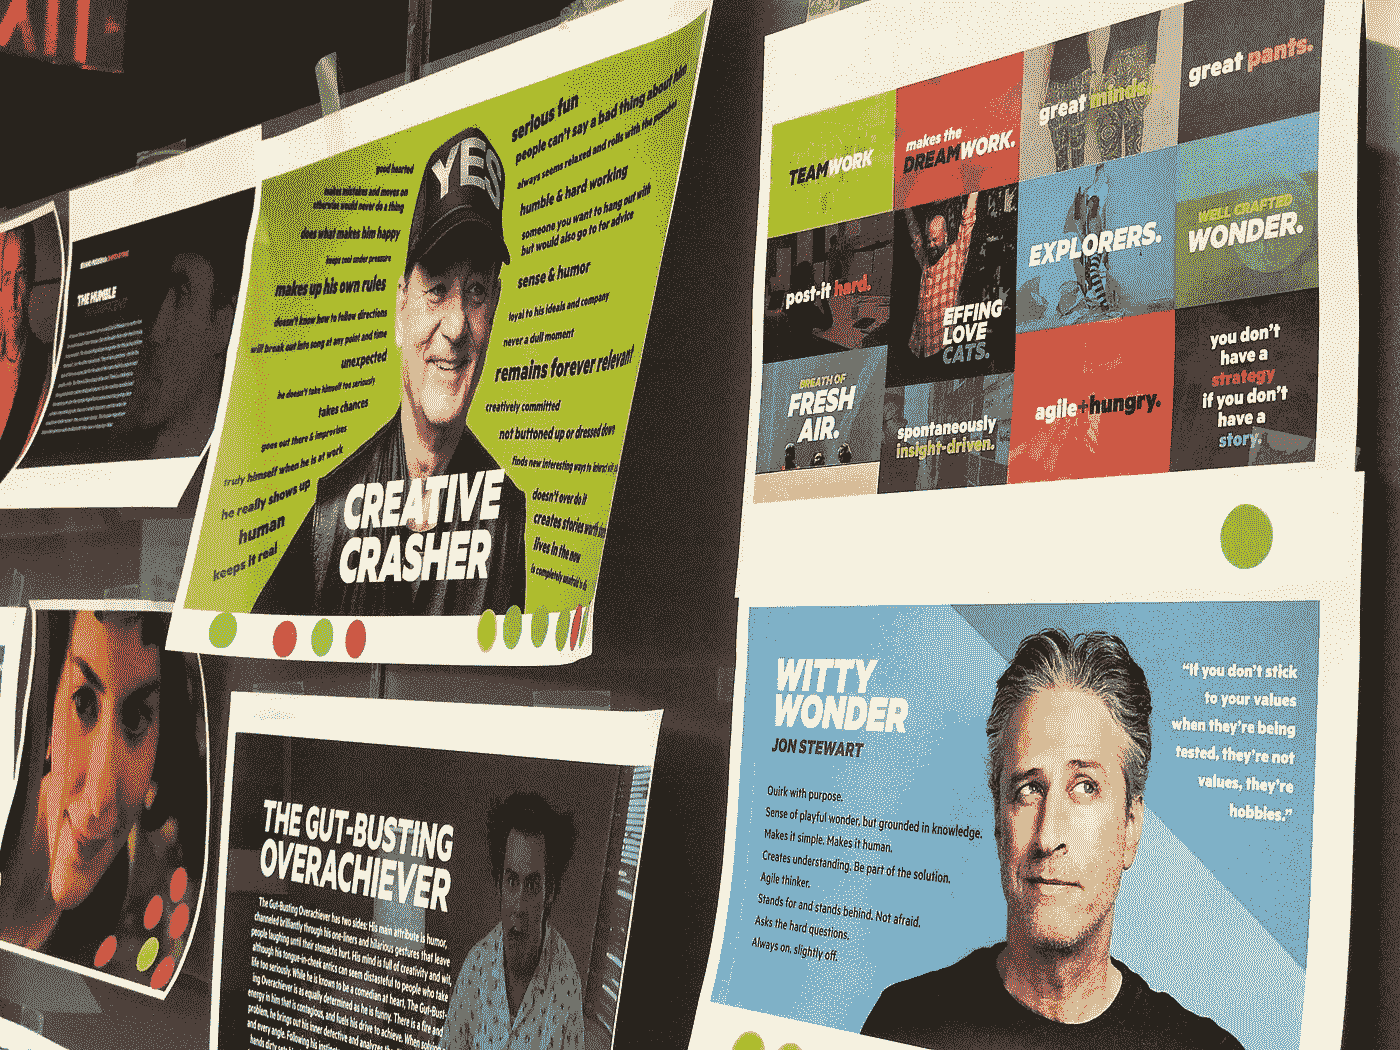 THE HUMBLE
good hearted
makes mistakes and moves on
otherwise would never do a thing
does what makes him happy
keeps cool under pressure
makes up his own rules
doesn't know how to follow directions
will break out into song at any point and time
unexpected
he doesn't take himself too seriously
takes chances
goes out there & improvises
truly himself when he is at work
he really shows up
human
keeps it real
YES
serious fun
people can't say a bad thing about him
always seems relaxed and rolls with the
humble & hard working
someone you want to hang out with
but would also go to for advice
sense & humor
loyal to his ideals and company
never a dull moment
remains forever relevant
creatively committed
not buttoned up or dressed down
finds new interesting ways to
doesn't over do it
creates stories worth
lives in the now
is completely
CREATIVE
CRASHER
TEAMWORK
makes the
DREAMWORK.
great minds.
great pants.
post-it hard.
EFFING
LOVE
CATS.
EXPLORERS.
WELL CRAFTED
WONDER.
BREATH OF
FRESH
AIR.
spontaneously
insight-driven.
agile+hungry.
you don't
have a
strategy
if you don't
have a
story.
THE GUT-BUSTING
OVERACHIEVER
The Gut-Busting Overachiever has two sides: His main attribute is humor,
channeled brilliantly through his one-liners and hilarious gestures that leave
people laughing until their stomachs hurt. His mind is full of creativity and wit,
although his tongue-in-cheek antics can seem distasteful to people who take
life too seriously. While he is known to be a comedian at heart, The Gut-Bust-
ing Overachiever is as equally determined as he is funny. There is a fire and
energy in him that is contagious, and fuels his drive to achieve. When solving
problem, he brings out his inner detective and analyzes the
and every angle. Following his
hands dirty
WITTY
WONDER
JON STEWART
Quirk with purpose.
Sense of playful wonder, but grounded in knowledge.
Makes it simple. Makes it human.
Creates understanding. Be part of the solution.
Agile thinker.
Stands for and stands behind. Not afraid.
Asks the hard questions.
Always on, slightly off.
"If you don't stick
to your values
when they're being
tested, they're not
values, they're
hobbies."